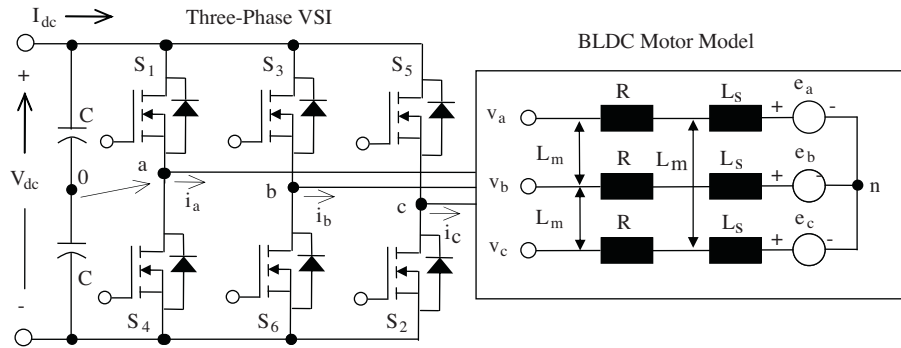 I_dc
Three-Phase VSI
BLDC Motor Model
S_1
S_3
S_5
+
C
V_dc
0
a
b
c
i_a
i_b
i_c
C
-
S_4
S_6
S_2
v_a
R
L_s
+
e_a
-
L_m
L_m
v_b
R
L_s
+
e_b
-
n
L_m
v_c
R
L_s
+
e_c
-